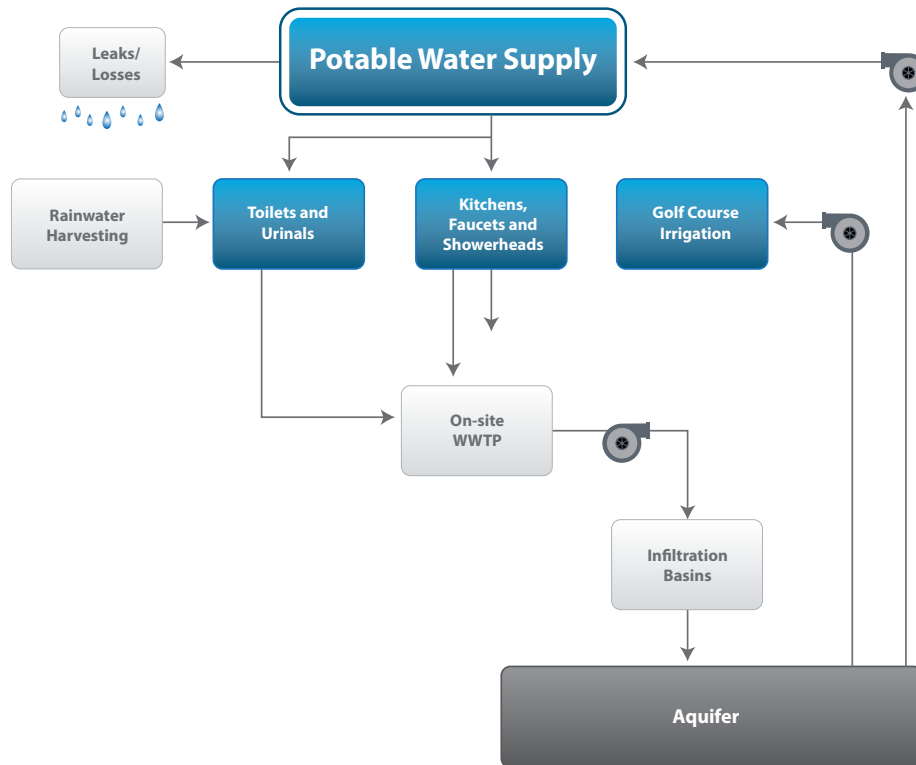 Leaks/
Losses
Potable Water Supply
Rainwater
Harvesting
Toilets and
Urinals
Kitchens,
Faucets and
Showerheads
Golf Course
Irrigation
On-site
WWTP
Infiltration
Basins
Aquifer